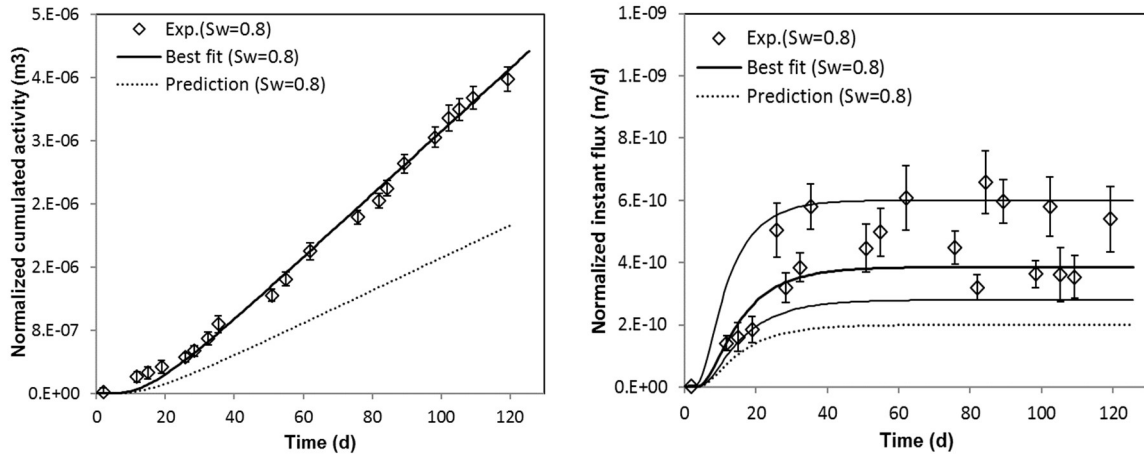 5.E-06
4.E-06
3.E-06
2.E-06
2.E-06
8.E-07
0.E+00
Normalized cumulated activity (m3)
Exp.(Sw=0.8)
Best fit (Sw=0.8)
Prediction (Sw=0.8)
0 20 40 60 80 100 120
Time (d)
1.E-09
1.E-09
8.E-10
6.E-10
4.E-10
2.E-10
0.E+00
Normalized instant flux (m/d)
Exp.(Sw=0.8)
Best fit (Sw=0.8)
Prediction (Sw=0.8)
0 20 40 60 80 100 120
Time (d)